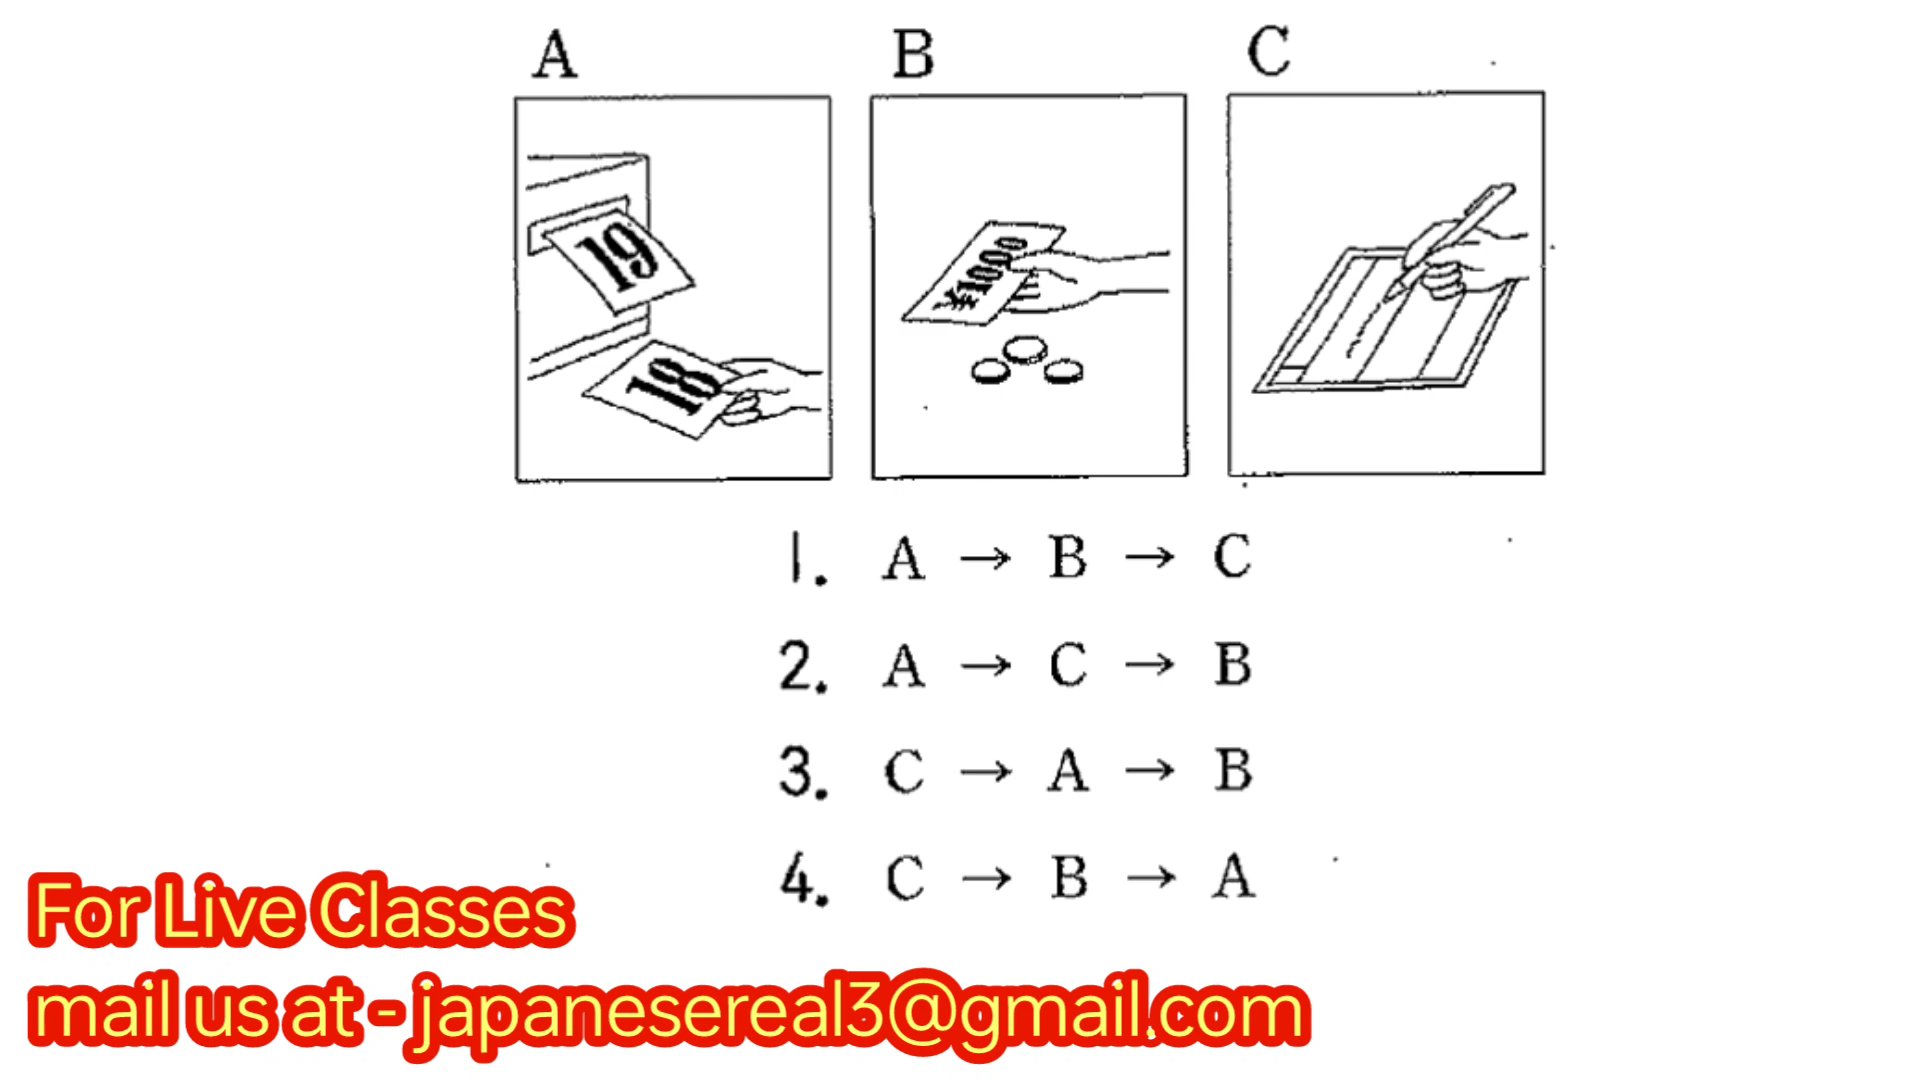 A B C
19
18
¥1000
1. A → B → C
2. A → C → B
3. C → A → B
4. C → B → A
For Live Classes
mail us at - japanesereal3@gmail.com